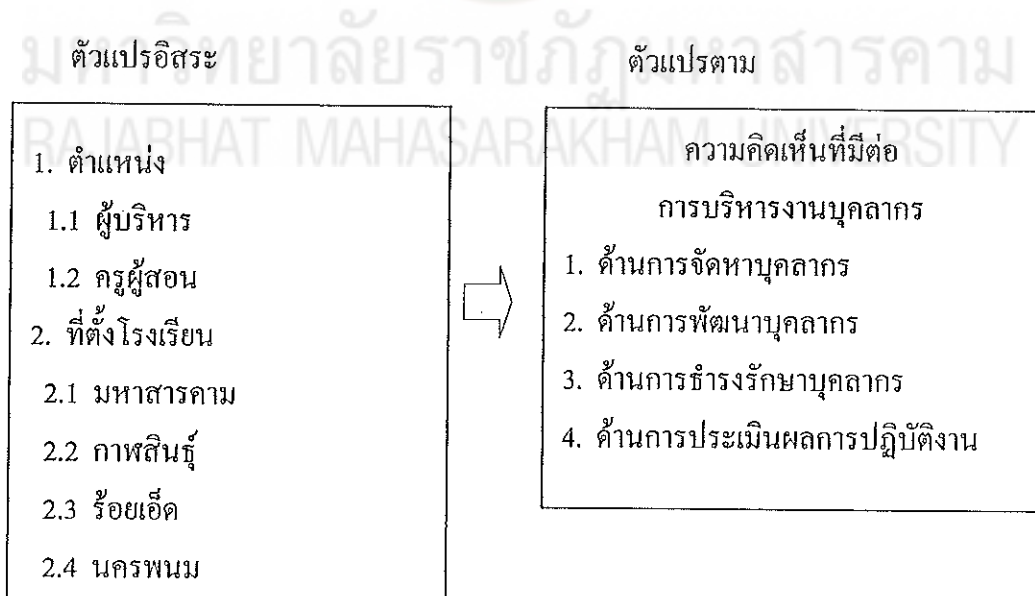 มหาวิทยาลัยราชภัฏมหาสารคาม
RAJABHAT MAHASARAKHAM UNIVERSITY
ตัวแปรอิสระ
1. ตำแหน่ง
1.1 ผู้บริหาร
1.2 ครูผู้สอน
2. ที่ตั้งโรงเรียน
2.1 มหาสารคาม
2.2 กาฬสินธุ์
2.3 ร้อยเอ็ด
2.4 นครพนม
ตัวแปรตาม
ความคิดเห็นที่มีต่อ
การบริหารงานบุคลากร
1. ด้านการจัดหาบุคลากร
2. ด้านการพัฒนาบุคลากร
3. ด้านการธำรงรักษาบุคลากร
4. ด้านการประเมินผลการปฏิบัติงาน